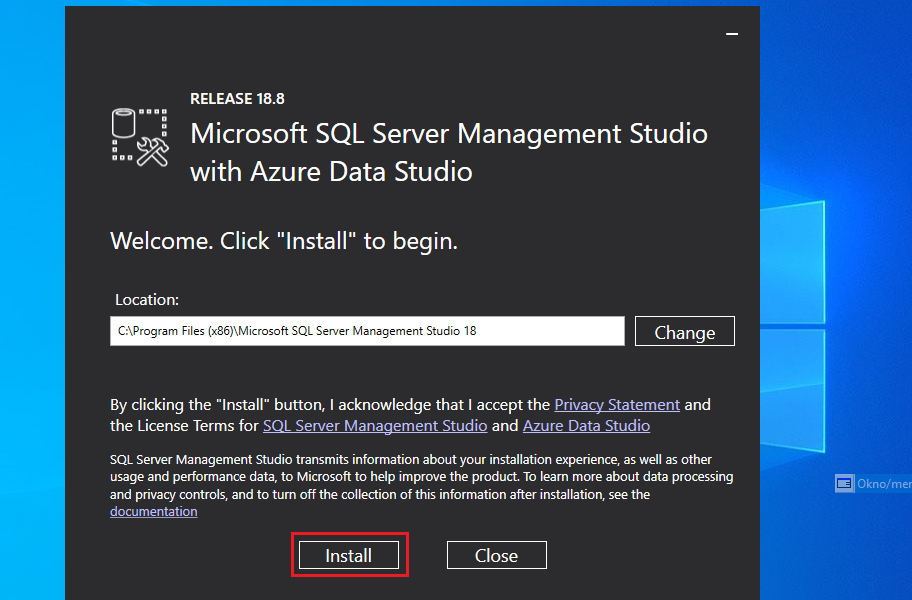 RELEASE 18.8
Microsoft SQL Server Management Studio
with Azure Data Studio
Welcome. Click "Install" to begin.
Location:
C:\Program Files (x86)\Microsoft SQL Server Management Studio 18
Change
By clicking the "Install" button, I acknowledge that I accept the Privacy Statement and
the License Terms for SQL Server Management Studio and Azure Data Studio
SQL Server Management Studio transmits information about your installation experience, as well as other
usage and performance data, to Microsoft to help improve the product. To learn more about data processing
and privacy controls, and to turn off the collection of this information after installation, see the
documentation
Okno/mer
Install Close